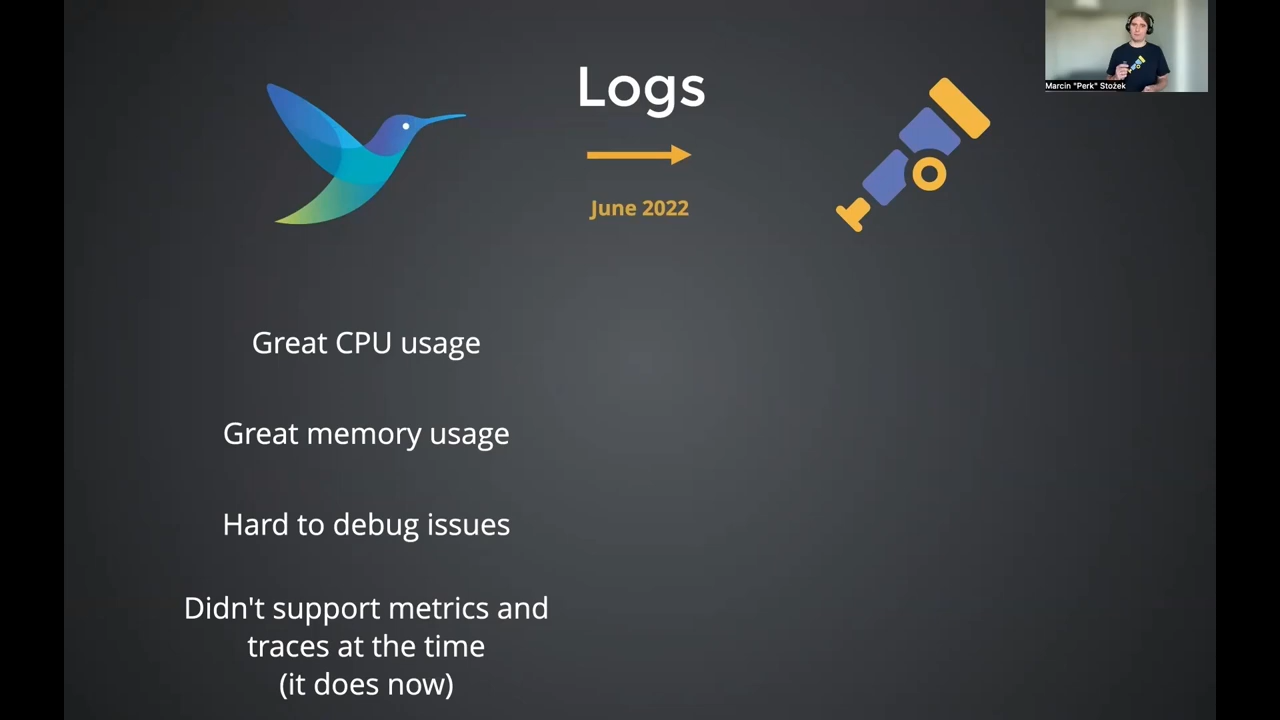 Logs
June 2022
Marcin "Perk" Stożek
Great CPU usage
Great memory usage
Hard to debug issues
Didn't support metrics and
traces at the time
(it does now)